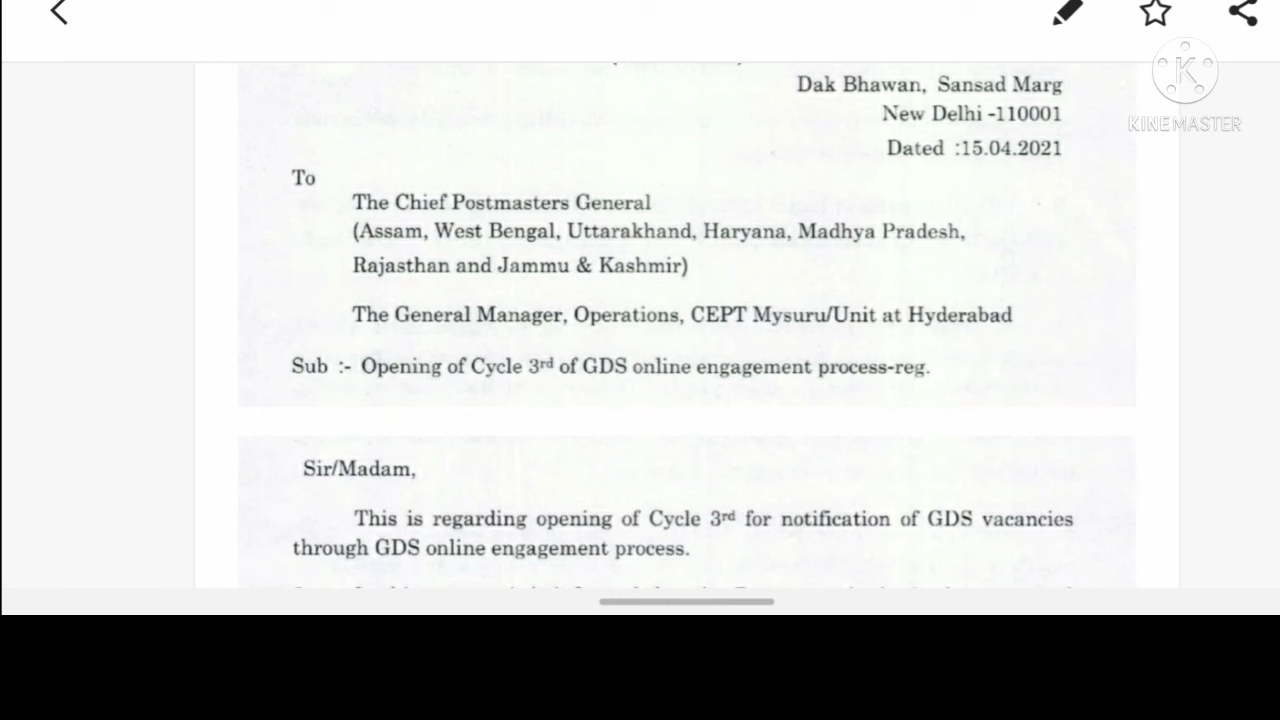 KINEMASTER
Dak Bhawan, Sansad Marg
New Delhi -110001
Dated :15.04.2021
To
The Chief Postmasters General
(Assam, West Bengal, Uttarakhand, Haryana, Madhya Pradesh,
Rajasthan and Jammu & Kashmir)
The General Manager, Operations, CEPT Mysuru/Unit at Hyderabad
Sub :- Opening of Cycle 3rd of GDS online engagement process-reg.
Sir/Madam,
This is regarding opening of Cycle 3rd for notification of GDS vacancies
through GDS online engagement process.